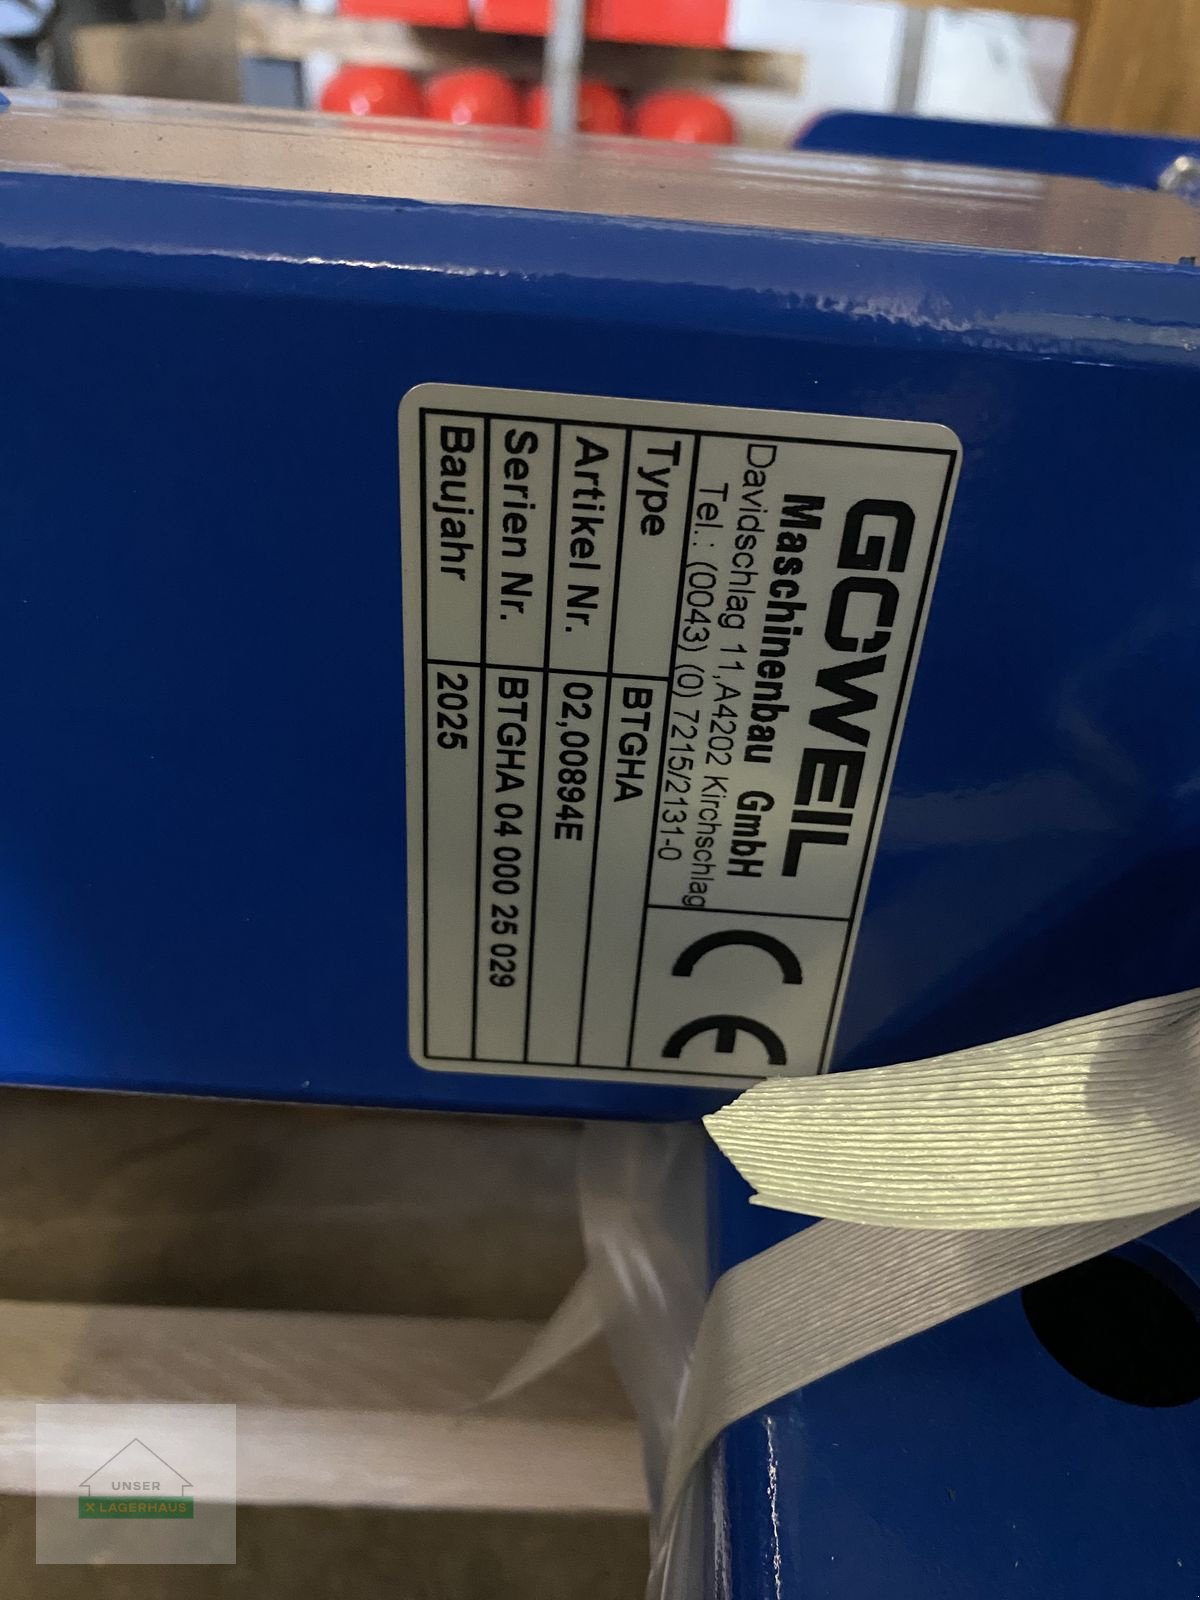 GÖWEIL
Maschinenbau GmbH
Davidschlag 11,A4202 Kirchschlag
Tel.: (0043) (0) 7215/2131-0
CE
Type BTGHA
Artikel Nr. 02,00894E
Serien Nr. BTGHA 04 000 25 029
Baujahr 2025
UNSER
X LAGERHAUS